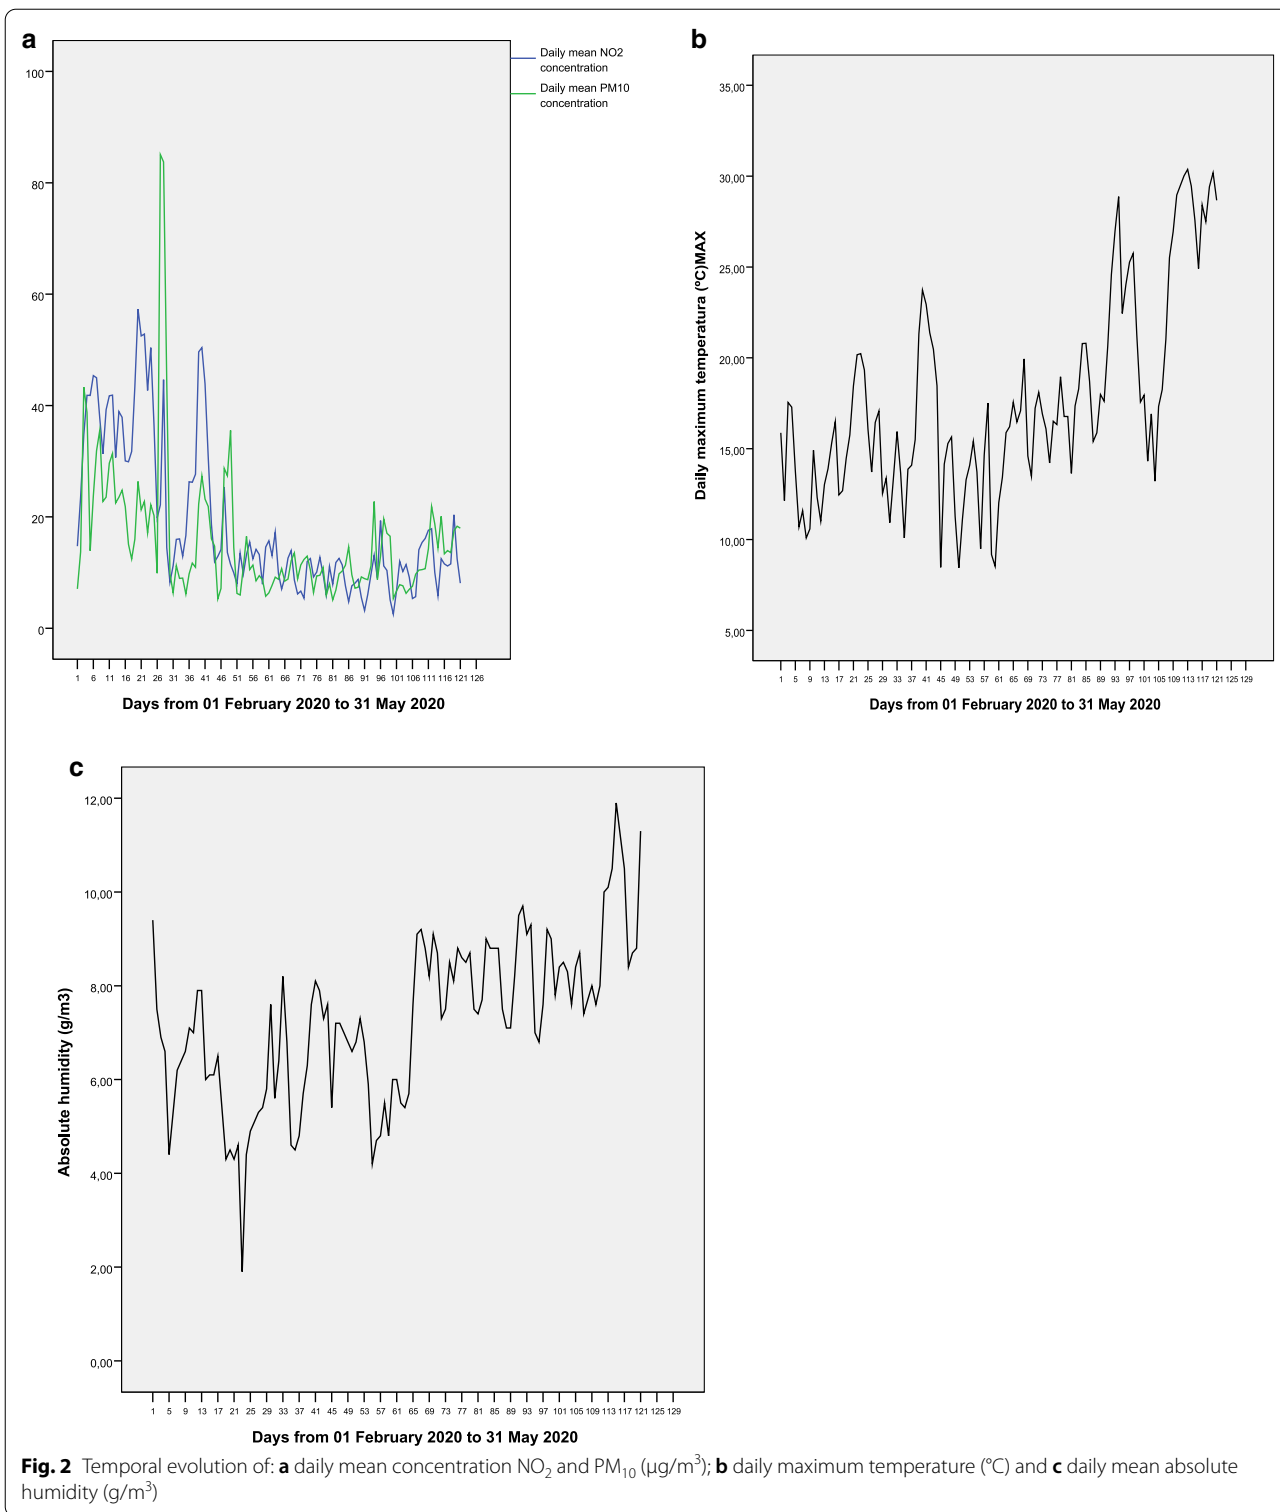 a
Daily mean NO2
concentration
Daily mean PM10
concentration
100
80
60
40
20
0
1 6 11 16 21 26 31 36 41 46 51 56 61 66 71 76 81 86 91 96 101 106 111 116 121 126
Days from 01 February 2020 to 31 May 2020
b
Daily maximum temperatura (°C)MAX
35,00
30,00
25,00
20,00
15,00
10,00
5,00
1 5 9 13 17 21 25 29 33 37 41 45 49 53 57 61 65 69 73 77 81 85 89 93 97 101 105 109 113 117 121 125 129
Days from 01 February 2020 to 31 May 2020
c
Absolute humidity (g/m3)
12,00
10,00
8,00
6,00
4,00
2,00
0,00
1 5 9 13 17 21 25 29 33 37 41 45 49 53 57 61 65 69 73 77 81 85 89 93 97 101 105 109 113 117 121 125 129
Days from 01 February 2020 to 31 May 2020
Fig. 2 Temporal evolution of: a daily mean concentration NO₂ and PM₁₀ (µg/m³); b daily maximum temperature (°C) and c daily mean absolute
humidity (g/m³)